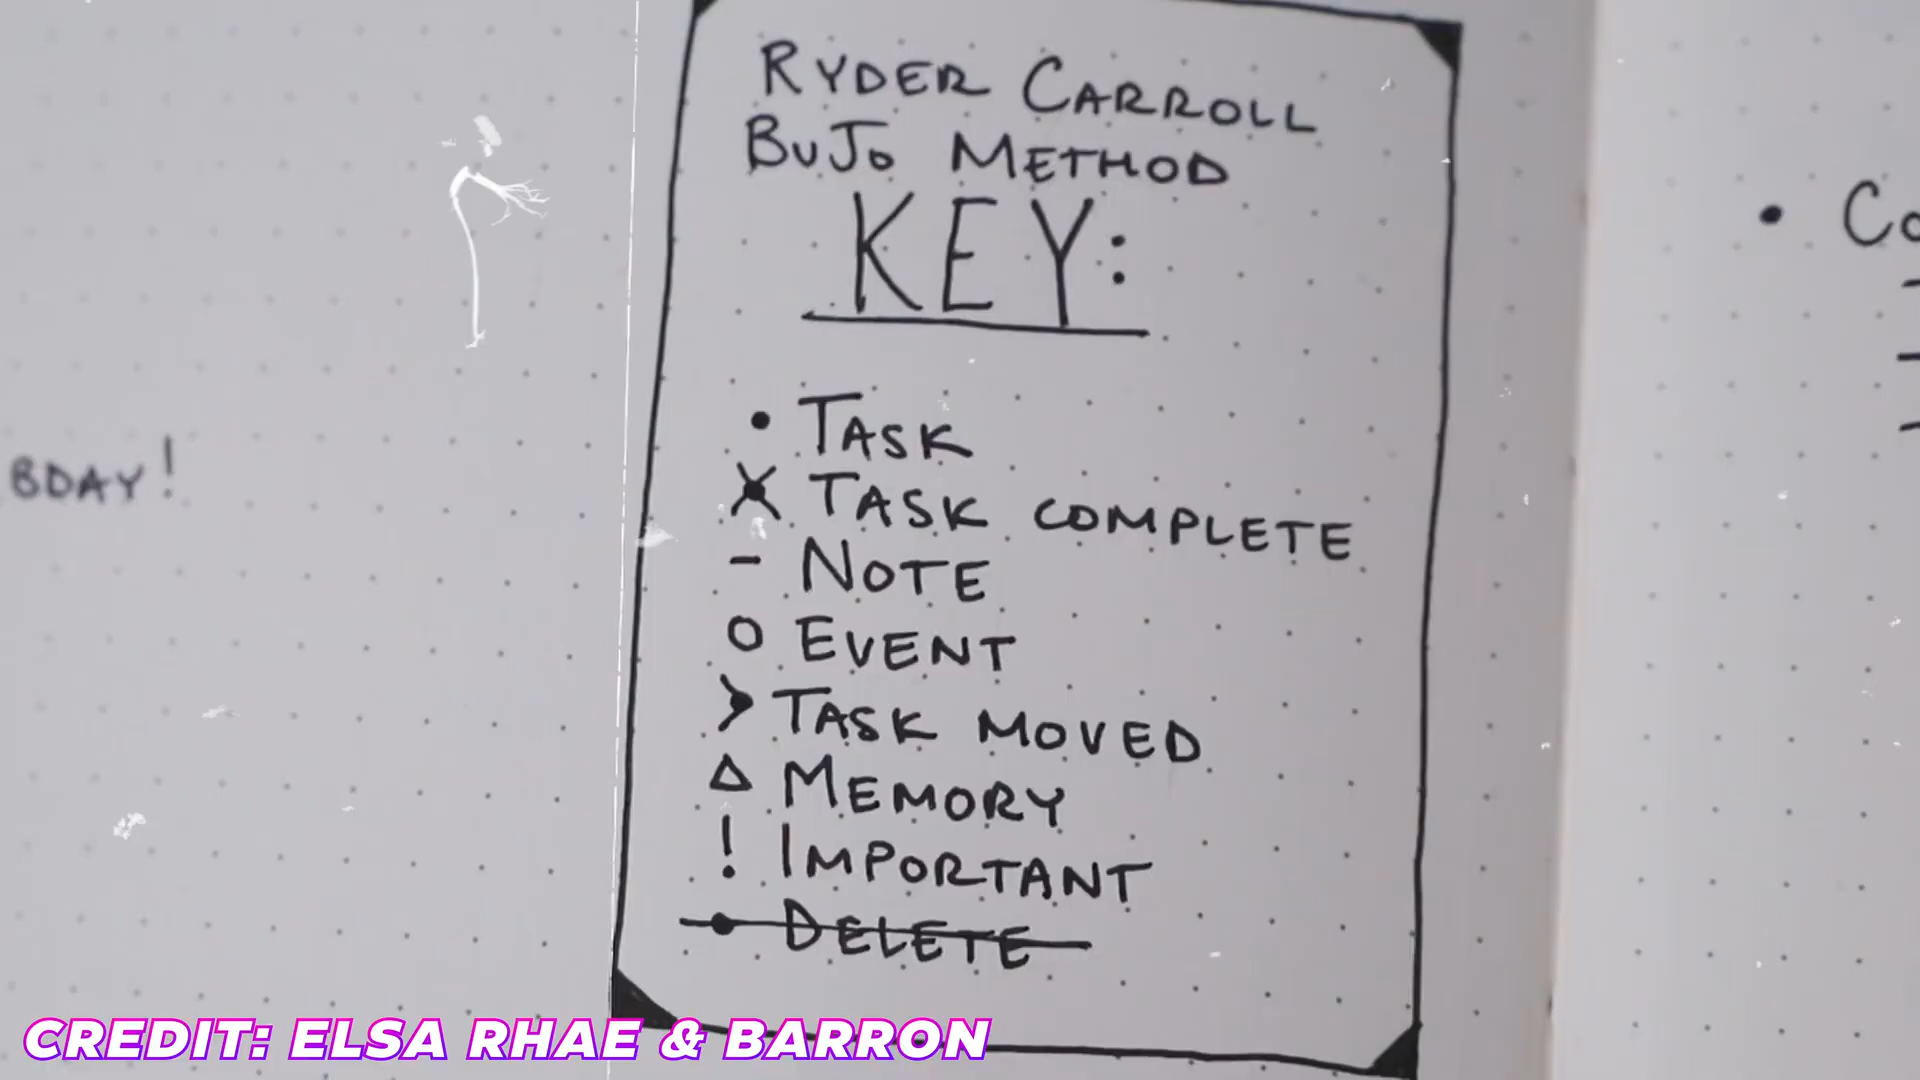 RYDER CARROLL
BUJO METHOD
KEY:
• TASK
X TASK COMPLETE
- NOTE
O EVENT
> TASK MOVED
△ MEMORY
! IMPORTANT
• DELETE
BDAY!
• Co
CREDIT: ELSA RHAE & BARRON